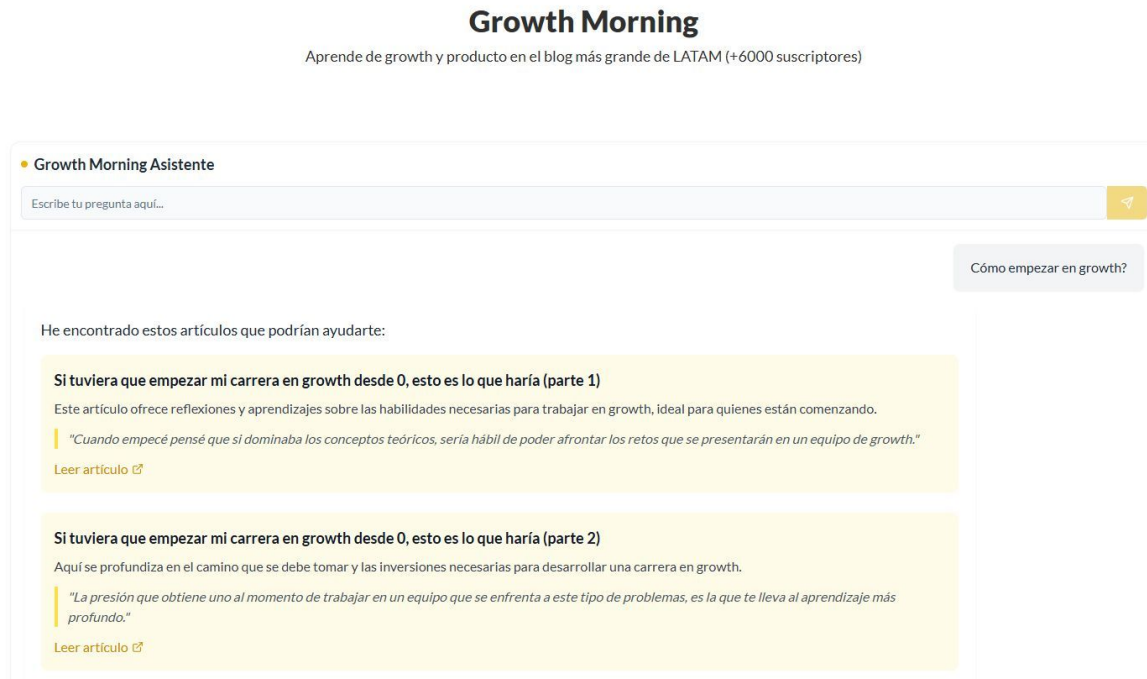 Growth Morning
Aprende de growth y producto en el blog más grande de LATAM (+6000 suscriptores)
Growth Morning Asistente
Escribe tu pregunta aquí...
Cómo empezar en growth?
He encontrado estos artículos que podrían ayudarte:
Si tuviera que empezar mi carrera en growth desde 0, esto es lo que haría (parte 1)
Este artículo ofrece reflexiones y aprendizajes sobre las habilidades necesarias para trabajar en growth, ideal para quienes están comenzando.
"Cuando empecé pensé que si dominaba los conceptos teóricos, sería hábil de poder afrontar los retos que se presentarán en un equipo de growth."
Leer artículo
Si tuviera que empezar mi carrera en growth desde 0, esto es lo que haría (parte 2)
Aquí se profundiza en el camino que se debe tomar y las inversiones necesarias para desarrollar una carrera en growth.
"La presión que obtiene uno al momento de trabajar en un equipo que se enfrenta a este tipo de problemas, es la que te lleva al aprendizaje más
profundo."
Leer artículo